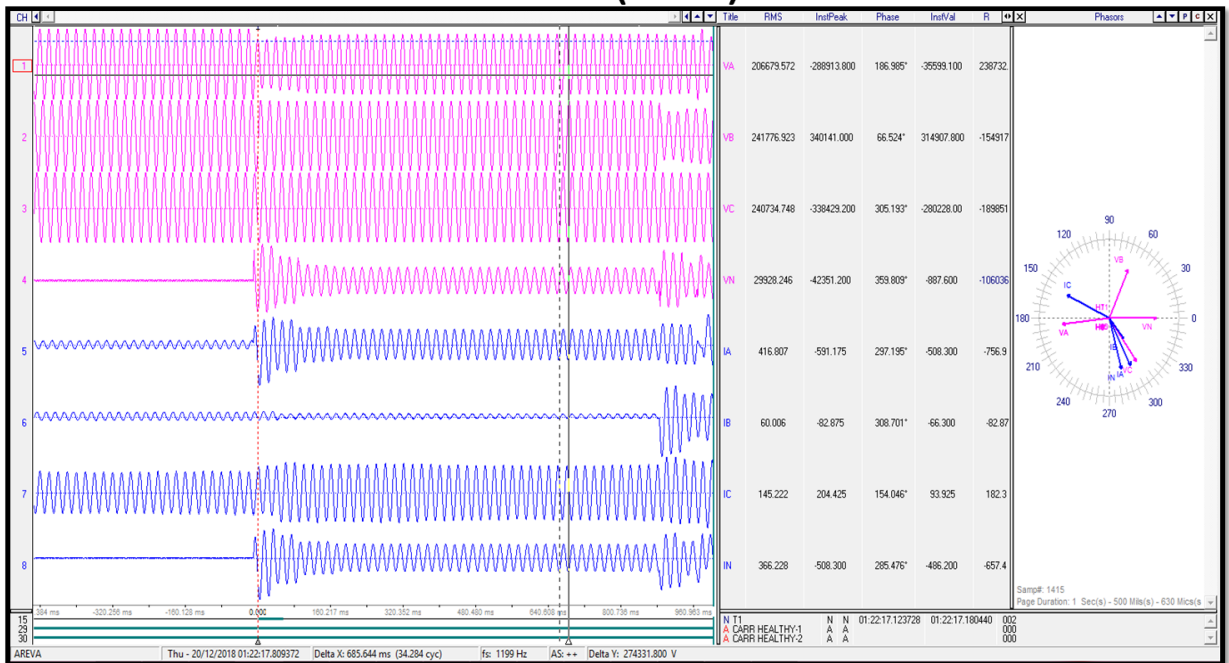 CH Title RMS InstPeak Phase InstVal R Phasors P C X
1 VA 206679.572 -288913.800 186.985° -35599.100 238732.
2 VB 241776.923 340141.000 66.524° 314907.800 -154917
3 VC 240734.748 -338429.200 305.193° -280228.00 -189851
4 VN 29928.246 -42351.200 359.809° -887.600 -106036
5 IA 416.807 -591.175 297.195° -508.300 -756.9
6 IB 60.006 -82.875 308.701° -66.300 -82.87
7 IC 145.222 204.425 154.046° 93.925 182.3
8 IN 366.228 -508.300 285.476° -486.200 -657.4
90
120 60
VB
150 30
IC
HT1
180 VA VN 0
IB
210 VC 330
IN IA
240 300
270
Samp#: 1415
Page Duration: 1 Sec(s) - 500 Mils(s) - 630 Mics(s
384 ms -320.256 ms -160.128 ms 0.000 160.217 ms 320.352 ms 480.480 ms 640.608 ms 800.736 ms 960.963 ms
15 N T1 N N 01:22:17.123728 01:22:17.180440 002
29 A CARR HEALTHY-1 A A 000
30 A CARR HEALTHY-2 A A 000
AREVA Thu - 20/12/2018 01:22:17.809372 Delta X: 685.644 ms (34.284 cyc) fs: 1199 Hz AS: ++ Delta Y: 274331.800 V